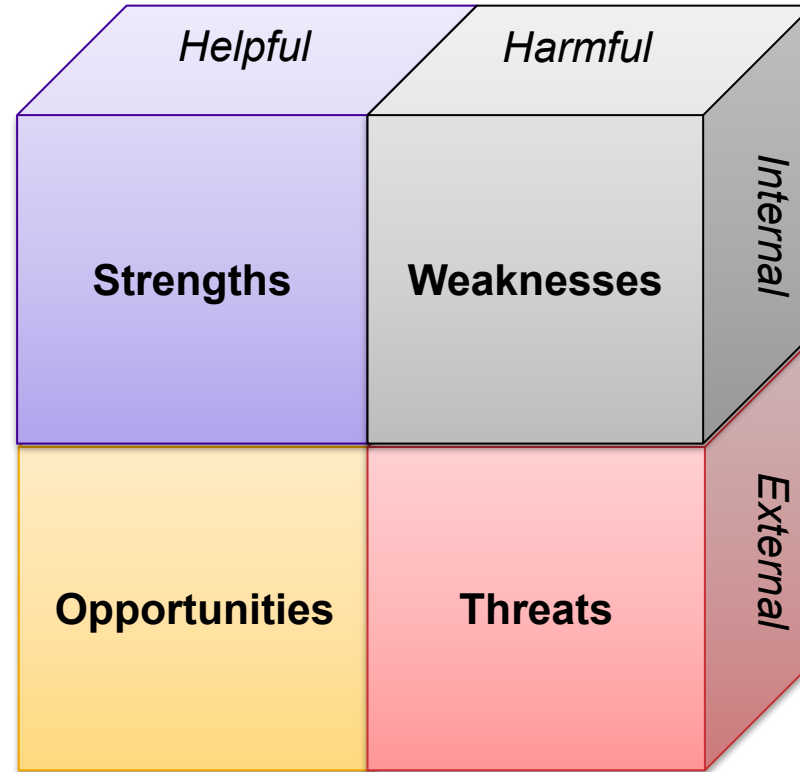 Helpful
Harmful
Strengths
Weaknesses
Internal
Opportunities
Threats
External